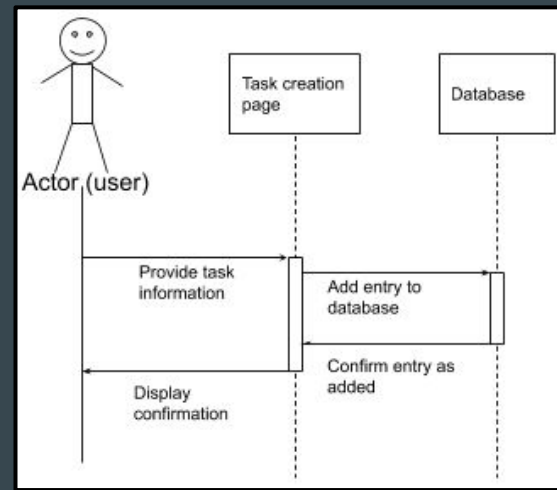 Task creation
page
Database
Actor (user)
Provide task
information
Add entry to
database
Confirm entry as
added
Display
confirmation